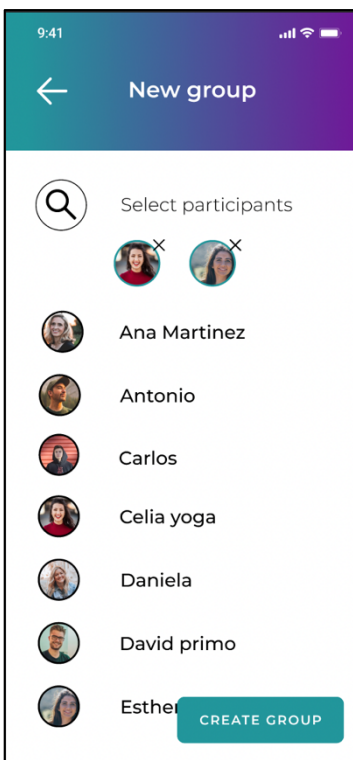 9:41
New group
Select participants
Ana Martinez
Antonio
Carlos
Celia yoga
Daniela
David primo
Esther
CREATE GROUP